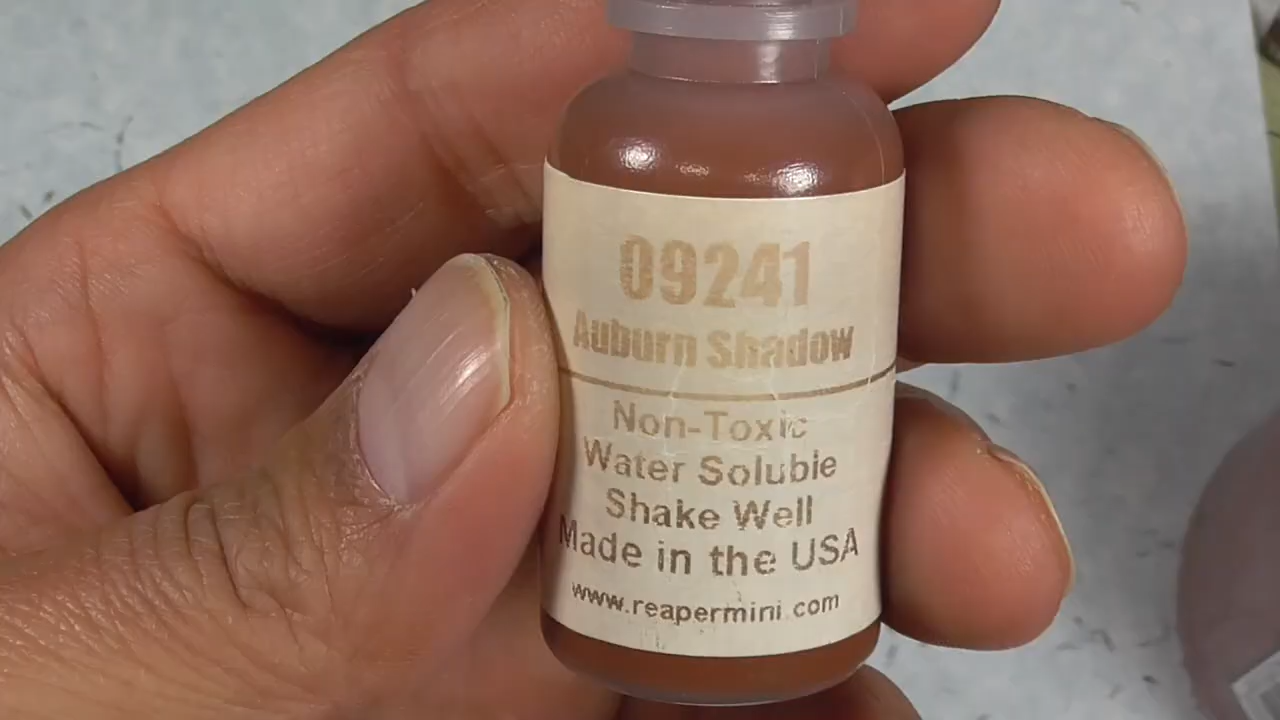 09241
Auburn Shadow
Non-Toxic
Water Soluble
Shake Well
Made in the USA
www.reapermini.com